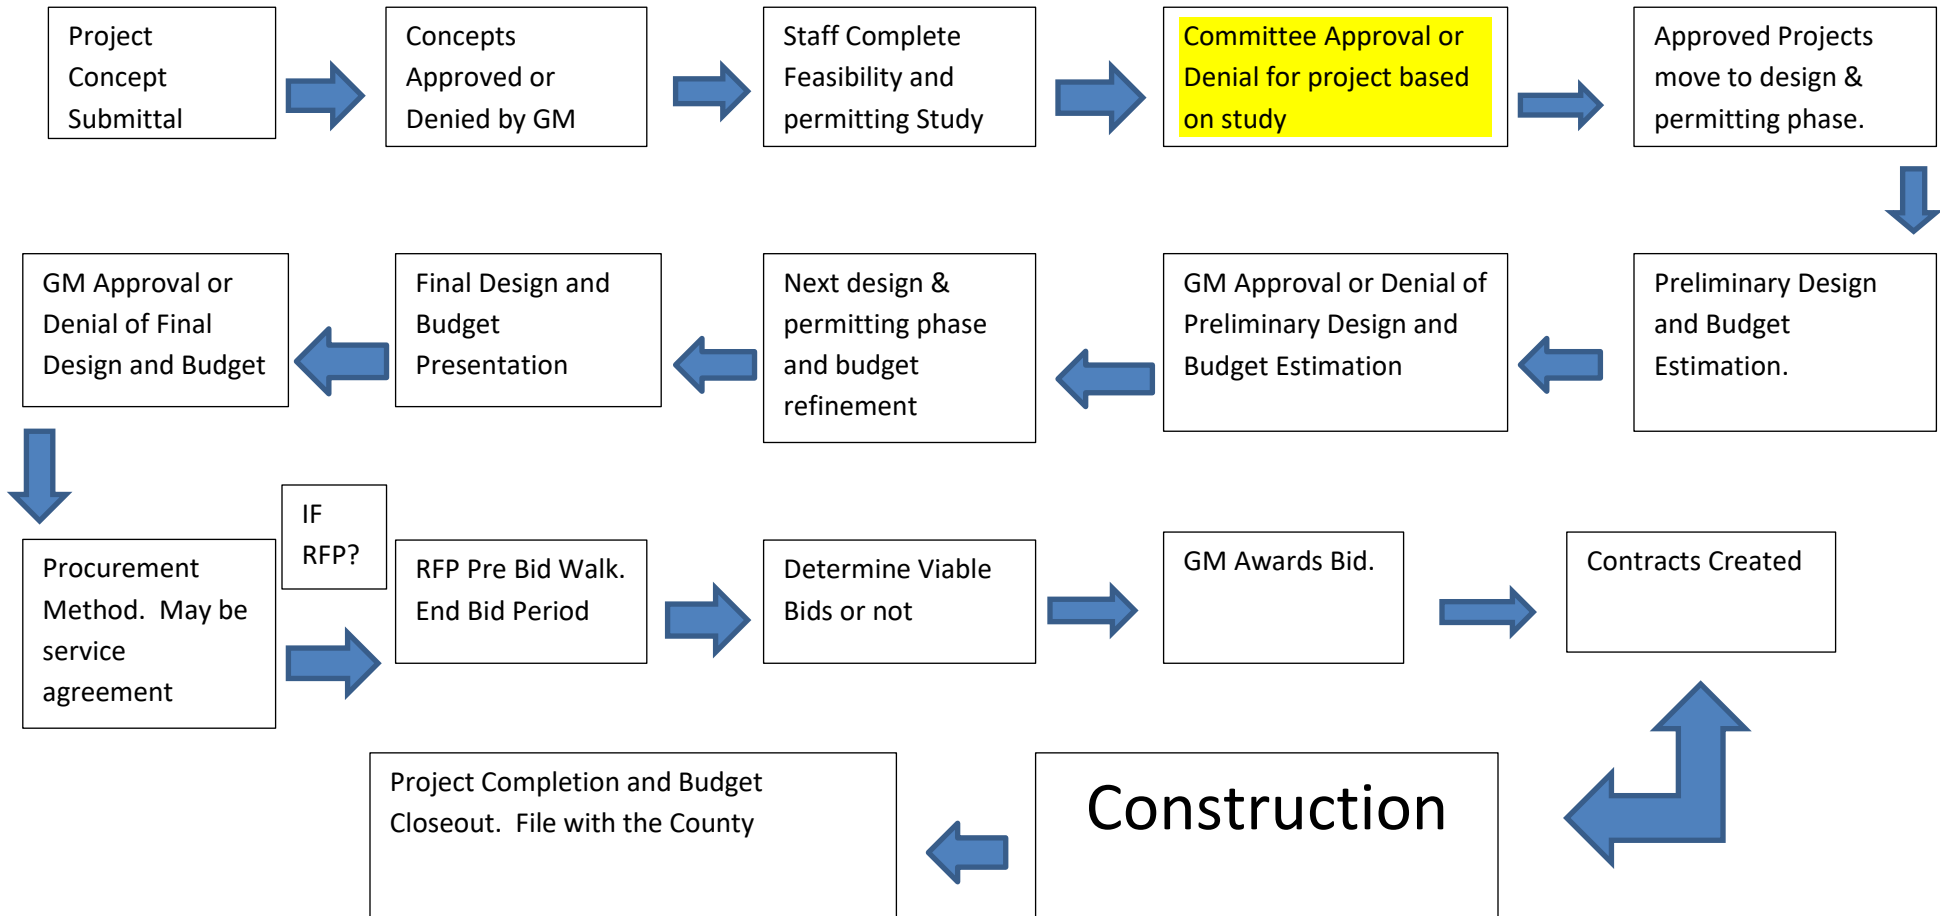 Project
Concept
Submittal
Concepts
Approved or
Denied by GM
Staff Complete
Feasibility and
permitting Study
Committee Approval or
Denial for project based
on study
Approved Projects
move to design &
permitting phase.
Preliminary Design
and Budget
Estimation.
GM Approval or Denial of
Preliminary Design and
Budget Estimation
Next design &
permitting phase
and budget
refinement
Final Design and
Budget
Presentation
GM Approval or
Denial of Final
Design and Budget
Procurement
Method.  May be
service
agreement
IF
RFP?
RFP Pre Bid Walk.
End Bid Period
Determine Viable
Bids or not
GM Awards Bid.
Contracts Created
Construction
Project Completion and Budget
Closeout.  File with the County